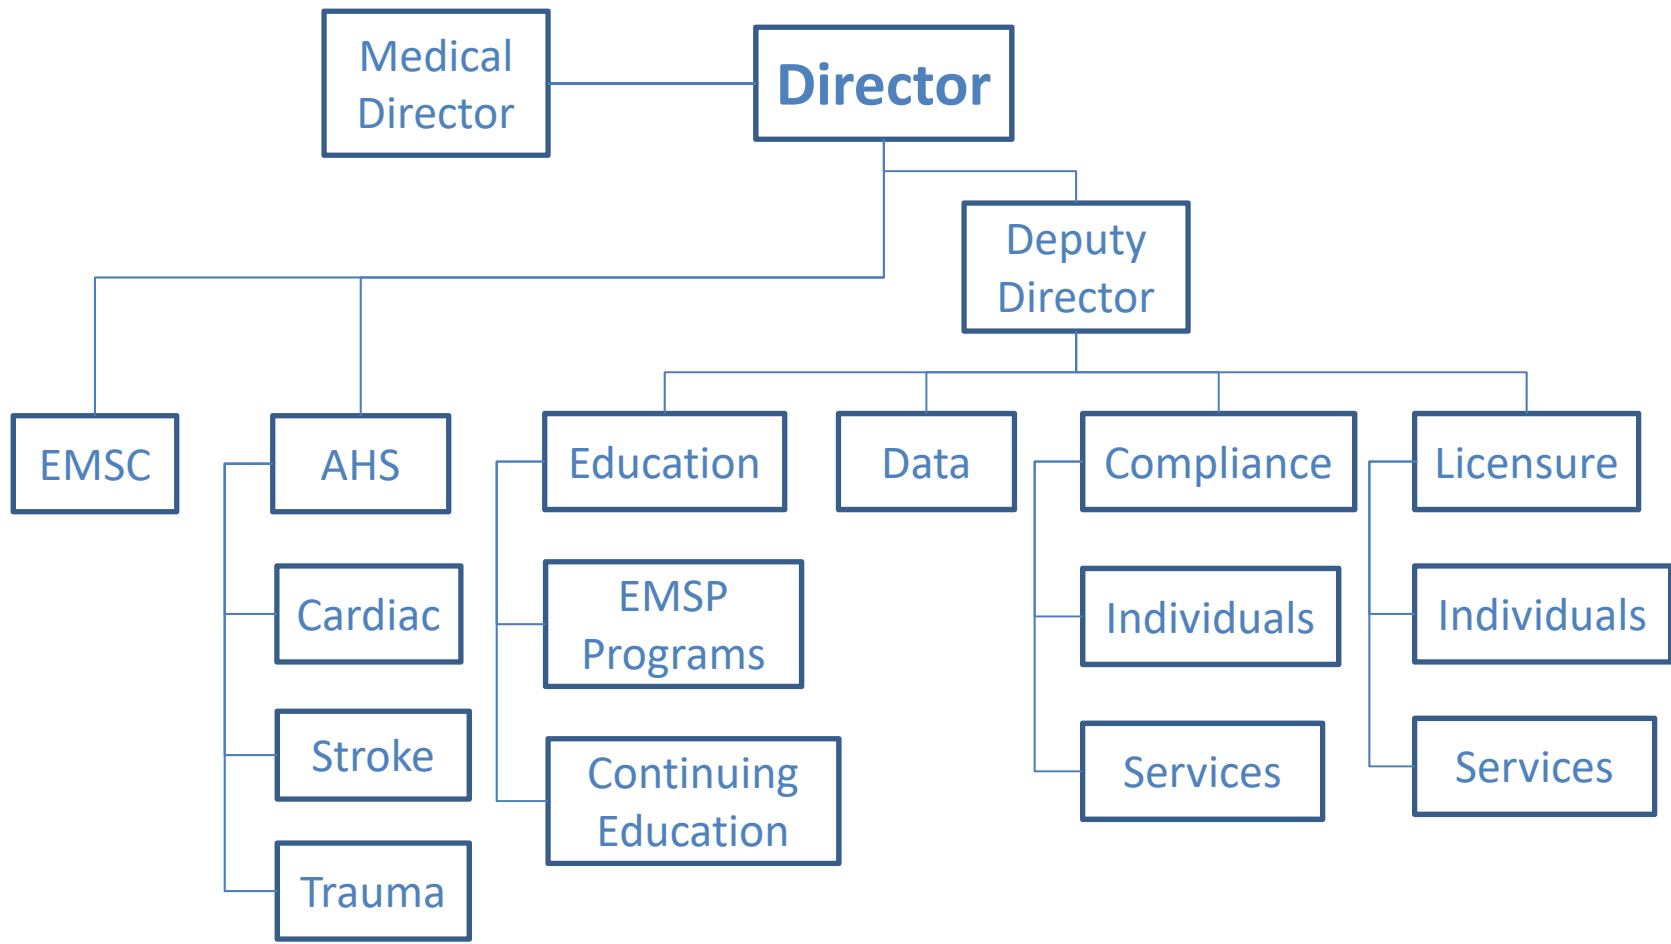 Medical
Director
Director
Deputy
Director
EMSC
AHS
Education
Data
Compliance
Licensure
Cardiac
EMSP
Programs
Individuals
Individuals
Stroke
Continuing
Education
Services
Services
Trauma